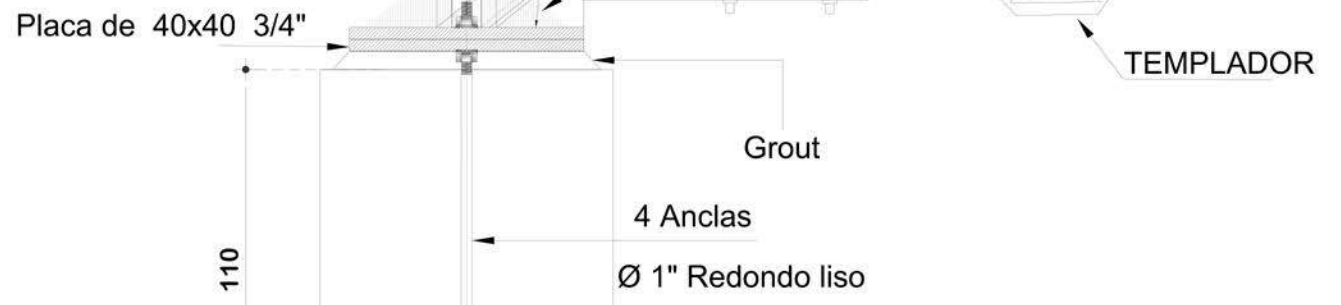 Placa de 40x40 3/4"
TEMPLADOR
Grout
4 Anclas
Ø 1" Redondo liso
110